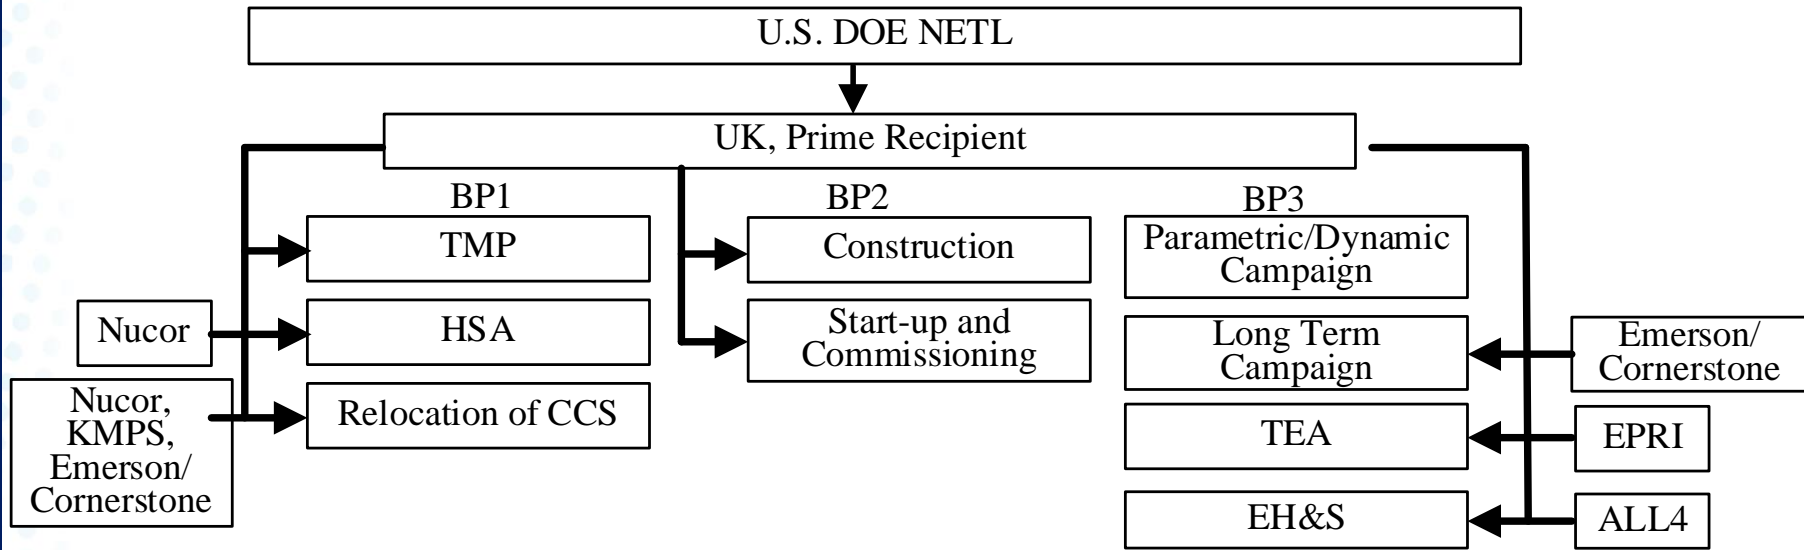 U.S. DOE NETL
UK, Prime Recipient
BP1
BP2
BP3
TMP
Construction
Parametric/Dynamic
Campaign
Nucor
HSA
Start-up and
Commissioning
Long Term
Campaign
Emerson/
Cornerstone
Nucor,
KMPS,
Emerson/
Cornerstone
Relocation of CCS
TEA
EPRI
EH&S
ALL4